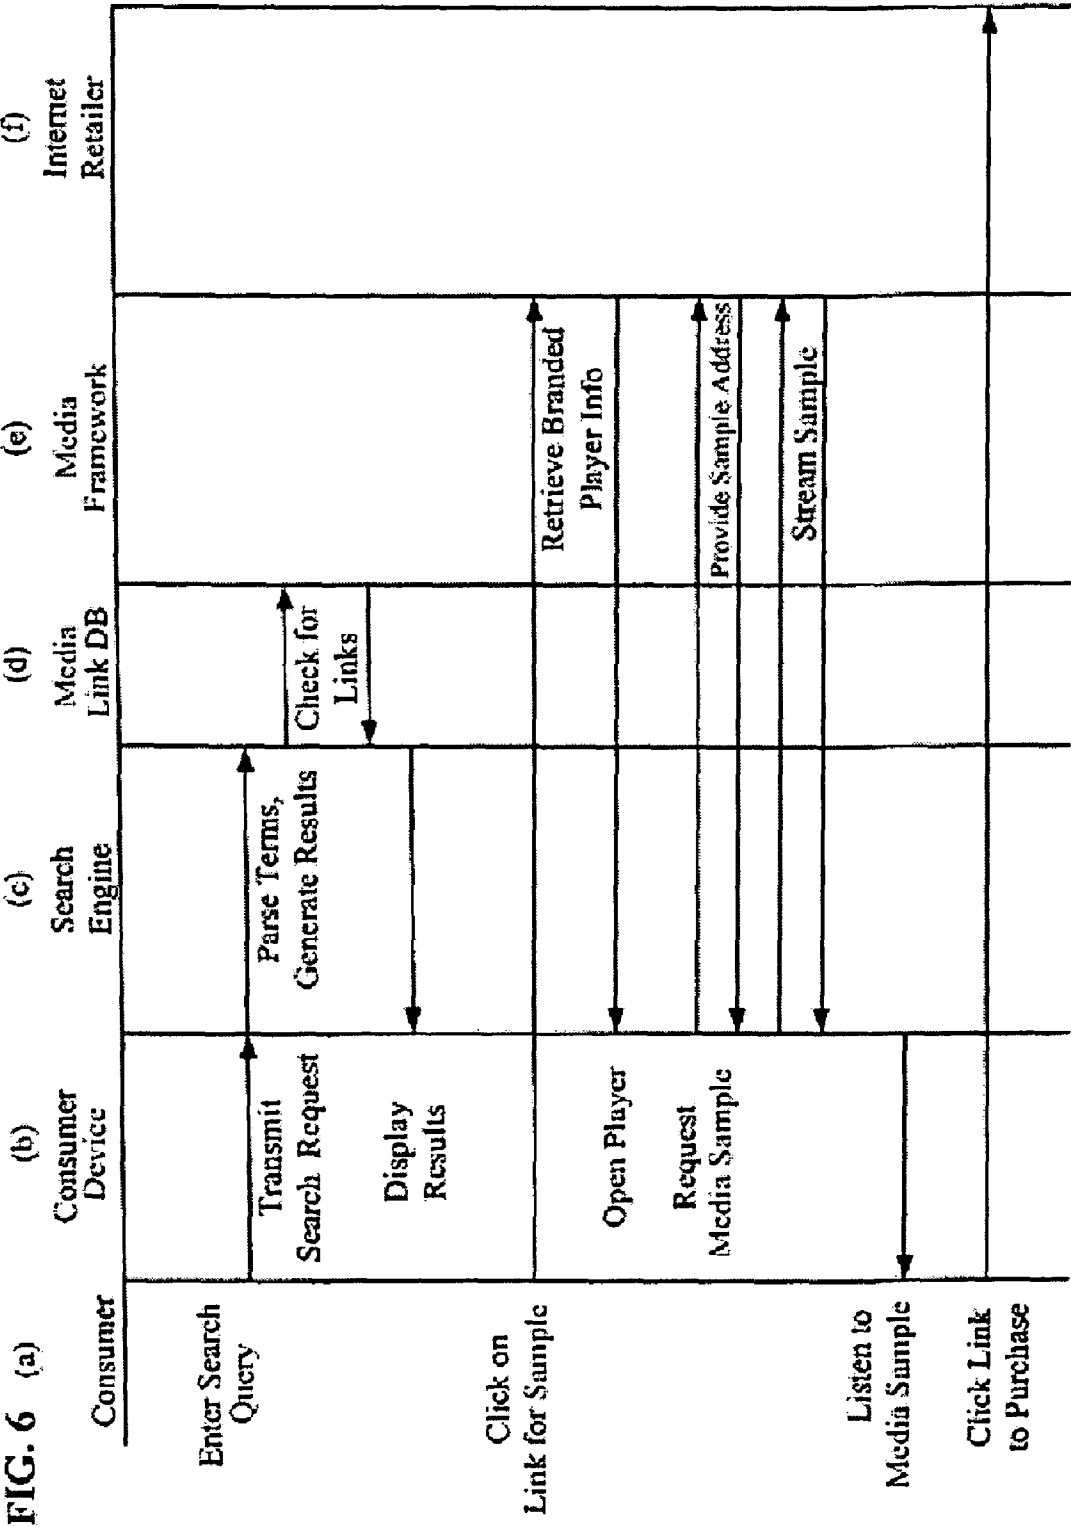 FIG. 6
(a)
Consumer
(b)
Consumer
Device
(c)
Search
Engine
(d)
Media
Link DB
(e)
Media
Framework
(f)
Internet
Retailer
Enter Search
Query
Transmit
Search Request
Parse Terms,
Generate Results
Check for
Links
Display
Results
Click on
Link for Sample
Retrieve Branded
Player Info
Open Player
Request
Media Sample
Provide Sample Address
Stream Sample
Listen to
Media Sample
Click Link
to Purchase